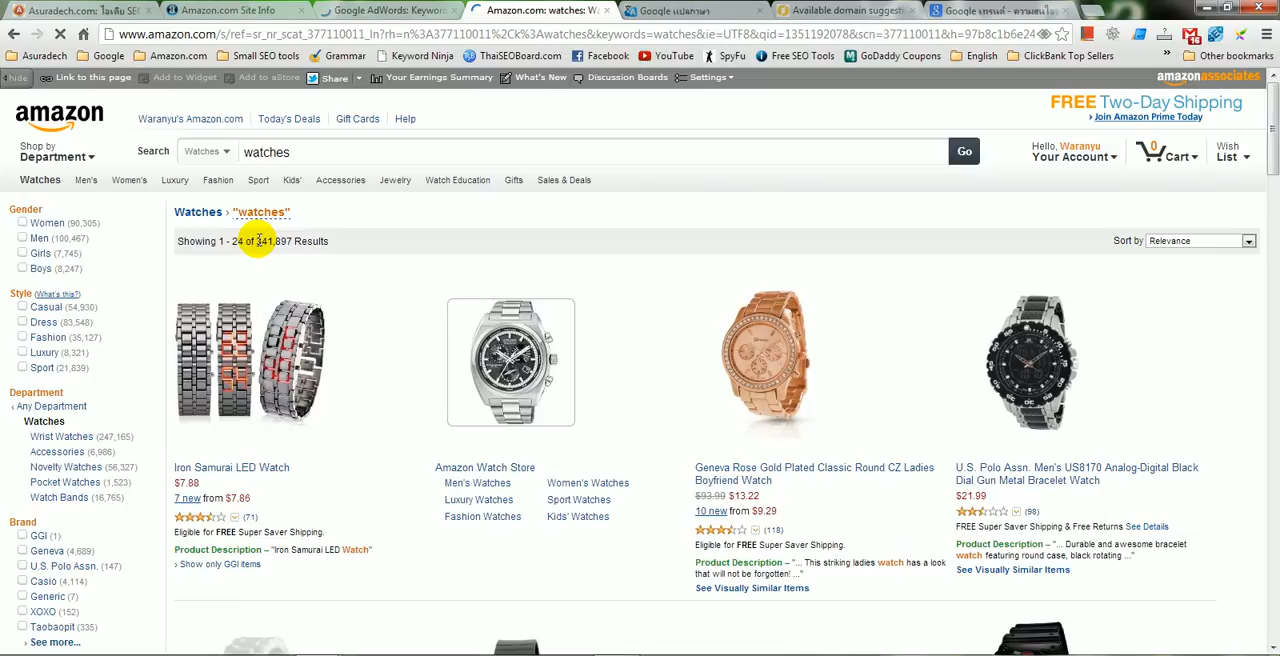 Asuradech.com: ไอเดีย SEO
Amazon.com Site Info
Google AdWords: Keyword
Amazon.com: watches: Wa
Google แปลภาษา
Available domain suggesti
Google เทรนด์ - ความสนใจ
www.amazon.com/s/ref=sr_nr_scat_377110011_ln?rh=n%3A377110011%2Ck%3Awatches&keywords=watches&ie=UTF8&qid=1351192078&scn=377110011&h=97b8c1b6e24
16
Asuradech
Google
Amazon.com
Small SEO tools
Grammar
Keyword Ninja
ThaiSEOBoard.com
Facebook
YouTube
SpyFu
Free SEO Tools
GoDaddy Coupons
English
ClickBank Top Sellers
Other bookmarks
hide
Link to this page
Add to Widget
Add to aStore
Share
Your Earnings Summary
What's New
Discussion Boards
Settings
amazonassociates
amazon
Waranyu's Amazon.com
Today's Deals
Gift Cards
Help
FREE Two-Day Shipping
Join Amazon Prime Today
Shop by
Department
Search
Watches
watches
Go
Hello, Waranyu
Your Account
0
Cart
Wish
List
Watches
Men's
Women's
Luxury
Fashion
Sport
Kids'
Accessories
Jewelry
Watch Education
Gifts
Sales & Deals
Gender
Women (90,305)
Men (100,467)
Girls (7,745)
Boys (8,247)
Style (What's this?)
Casual (54,930)
Dress (83,548)
Fashion (35,127)
Luxury (8,321)
Sport (21,839)
Department
‹ Any Department
Watches
Wrist Watches (247,165)
Accessories (6,986)
Novelty Watches (56,327)
Pocket Watches (1,523)
Watch Bands (16,765)
Brand
GGI (1)
Geneva (4,689)
U.S. Polo Assn. (147)
Casio (4,114)
Generic (7)
XOXO (152)
Taobaopit (335)
› See more...
Watches › "watches"
Showing 1 - 24 of 341,897 Results
Sort by
Relevance
Iron Samurai LED Watch
$7.88
7 new from $7.86
(71)
Eligible for FREE Super Saver Shipping.
Product Description – "Iron Samurai LED Watch"
› Show only GGI items
Amazon Watch Store
Men's Watches
Women's Watches
Luxury Watches
Sport Watches
Fashion Watches
Kids' Watches
Geneva Rose Gold Plated Classic Round CZ Ladies
Boyfriend Watch
$93.99 $13.22
10 new from $9.29
(118)
Eligible for FREE Super Saver Shipping.
Product Description – "... This striking ladies watch has a look
that will not be forgotten! ..."
See Visually Similar Items
U.S. Polo Assn. Men's US8170 Analog-Digital Black
Dial Gun Metal Bracelet Watch
$21.99
(98)
FREE Super Saver Shipping & Free Returns See Details
Product Description – "... Durable and awesome bracelet
watch featuring round case, black rotating ..."
See Visually Similar Items